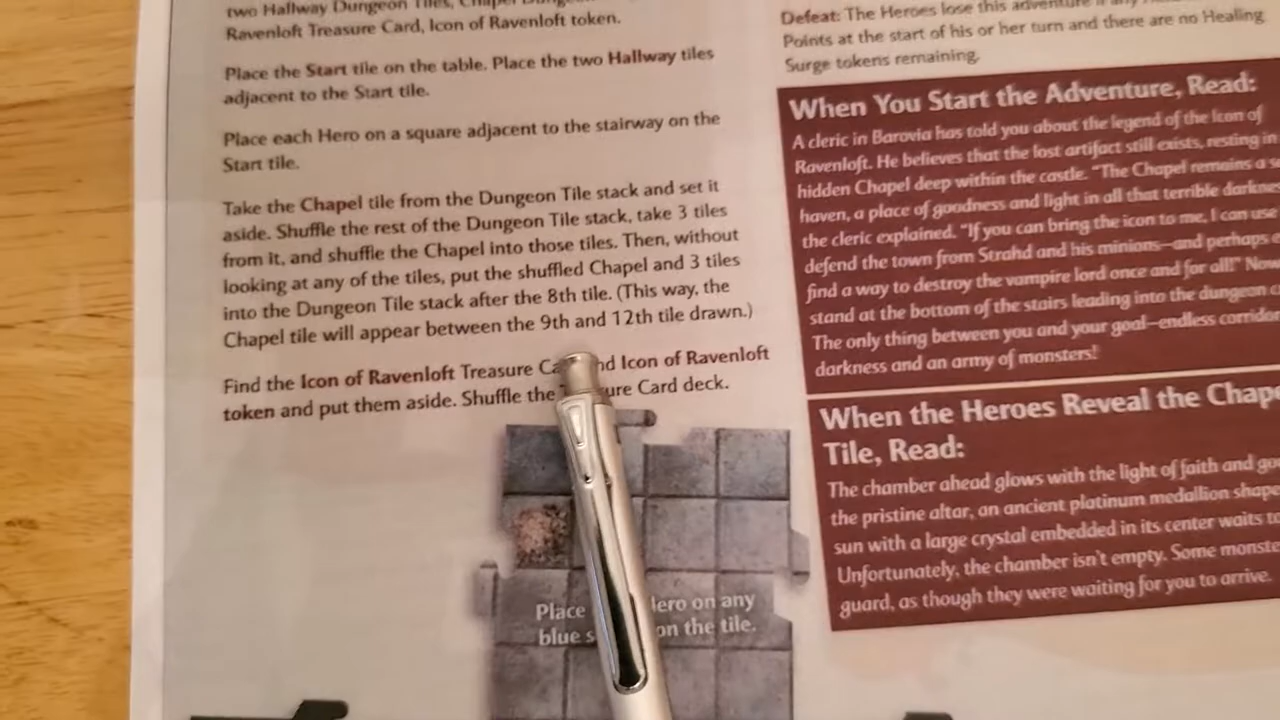 two Hallway Dungeon Tiles, Chapel
Ravenloft Treasure Card, Icon of Ravenloft token.
Place the Start tile on the table. Place the two Hallway tiles
adjacent to the Start tile.
Place each Hero on a square adjacent to the stairway on the
Start tile.
Take the Chapel tile from the Dungeon Tile stack and set it
aside. Shuffle the rest of the Dungeon Tile stack, take 3 tiles
from it, and shuffle the Chapel into those tiles. Then, without
looking at any of the tiles, put the shuffled Chapel and 3 tiles
into the Dungeon Tile stack after the 8th tile. (This way, the
Chapel tile will appear between the 9th and 12th tile drawn.)
Find the Icon of Ravenloft Treasure Ca nd Icon of Ravenloft
token and put them aside. Shuffle the ure Card deck.
Place lero on any
blue s on the tile.
Defeat: The Heroes lose this adventure if any
Points at the start of his or her turn and there are no Healing
Surge tokens remaining.
When You Start the Adventure, Read:
A cleric in Barovia has told you about the legend of the Icon of
Ravenloft. He believes that the lost artifact still exists, resting in
hidden Chapel deep within the castle. "The Chapel remains a
haven, a place of goodness and light in all that terrible
the cleric explained. "If you can bring the icon to me, I can use
defend the town from Strahd and his minions—and perhaps
find a way to destroy the vampire lord once and for all!" Now
stand at the bottom of the stairs leading into the dungeon
The only thing between you and your goal—endless
darkness and an army of monsters!
When the Heroes Reveal the Chap
Tile, Read:
The chamber ahead glows with the light of faith and
the pristine altar, an ancient platinum medallion
sun with a large crystal embedded in its center waits
Unfortunately, the chamber isn't empty. Some
guard, as though they were waiting for you to arrive.